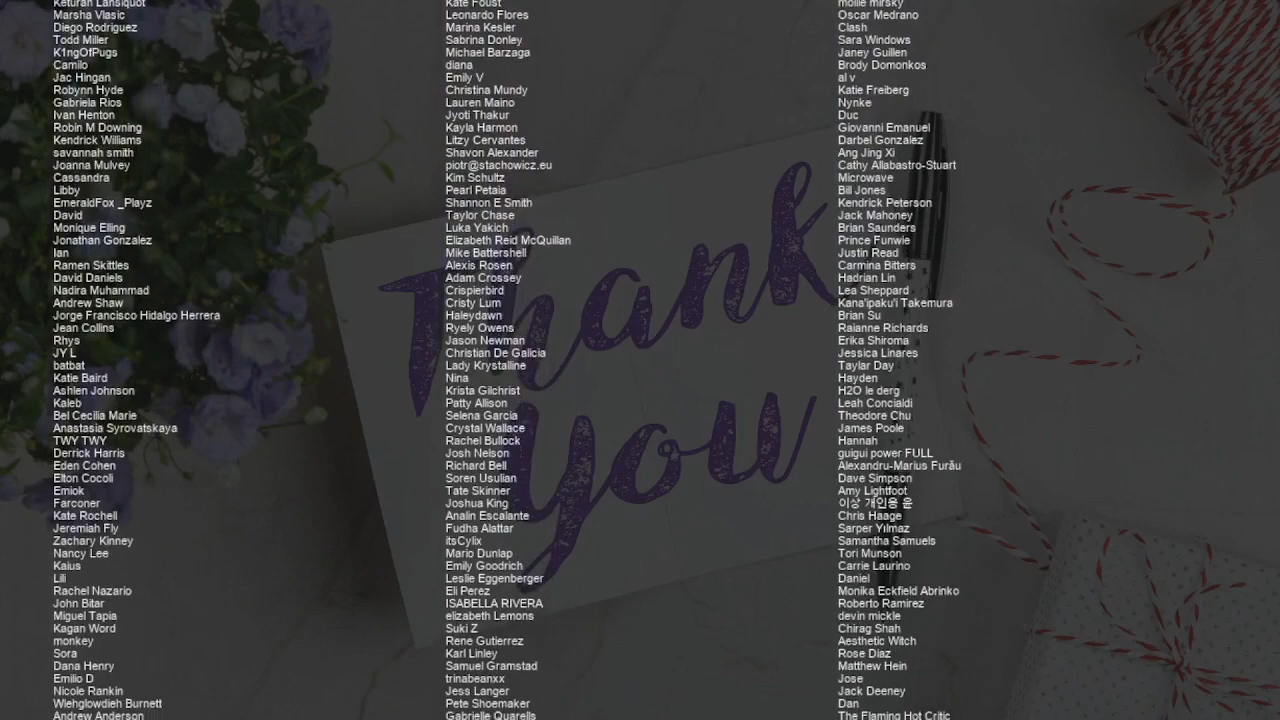 Keturah Lansiquot
Marsha Vlasic
Diego Rodriguez
Todd Miller
K1ngOfPugs
Camilo
Jac Hingan
Robynn Hyde
Gabriela Rios
Ivan Henton
Robin M Downing
Kendrick Williams
savannah smith
Joanna Mulvey
Cassandra
Libby
EmeraldFox _Playz
David
Monique Elling
Jonathan Gonzalez
Ian
Ramen Skittles
David Daniels
Nadira Muhammad
Andrew Shaw
Jorge Francisco Hidalgo Herrera
Jean Collins
Rhys
JY L
batbat
Katie Baird
Ashlen Johnson
Kaleb
Bel Cecilia Marie
Anastasia Syrovatskaya
TWY TWY
Derrick Harris
Eden Cohen
Elton Cocoli
Emiok
Farconer
Kate Rochell
Jeremiah Fly
Zachary Kinney
Nancy Lee
Kaius
Lili
Rachel Nazario
John Bitar
Miguel Tapia
Kagan Word
monkey
Sora
Dana Henry
Emilio D
Nicole Rankin
Wiehglowdieh Burnett
Andrew Anderson
Kate Foust
Leonardo Flores
Marina Kesler
Sabrina Donley
Michael Barzaga
diana
Emily V
Christina Mundy
Lauren Maino
Jyoti Thakur
Kayla Harmon
Litzy Cervantes
Shavon Alexander
piotr@stachowicz.eu
Kim Schultz
Pearl Petaia
Shannon E Smith
Taylor Chase
Luka Yakich
Elizabeth Reid McQuillan
Mike Battershell
Alexis Rosen
Adam Crossey
Crispierbird
Cristy Lum
Haleydawn
Ryely Owens
Jason Newman
Christian De Galicia
Lady Krystalline
Nina
Krista Gilchrist
Patty Allison
Selena Garcia
Crystal Wallace
Rachel Bullock
Josh Nelson
Richard Bell
Soren Usulian
Tate Skinner
Joshua King
Analin Escalante
Fudha Alattar
itsCylix
Mario Dunlap
Emily Goodrich
Leslie Eggenberger
Eli Perez
ISABELLA RIVERA
elizabeth Lemons
Suki Z
Rene Gutierrez
Karl Linley
Samuel Gramstad
trinabeanxx
Jess Langer
Pete Shoemaker
Gabrielle Quarells
mollie mirsky
Oscar Medrano
Clash
Sara Windows
Janey Guillen
Brody Domonkos
al v
Katie Freiberg
Nynke
Duc
Giovanni Emanuel
Darbel Gonzalez
Ang Jing Xi
Cathy Allabastro-Stuart
Microwave
Bill Jones
Kendrick Peterson
Jack Mahoney
Brian Saunders
Prince Funwie
Justin Read
Carmina Bitters
Hadrian Lin
Lea Sheppard
Kana'ipaku'i Takemura
Brian Su
Raianne Richards
Erika Shiroma
Jessica Linares
Taylar Day
Hayden
H2O le derg
Leah Concialdi
Theodore Chu
James Poole
Hannah
guigui power FULL
Alexandru-Marius Furău
Dave Simpson
Amy Lightfoot
이상 개인용 윤
Chris Haage
Sarper Yılmaz
Samantha Samuels
Tori Munson
Carrie Laurino
Daniel
Monika Eckfield Abrinko
Roberto Ramirez
devin mickle
Chirag Shah
Aesthetic Witch
Rose Diaz
Matthew Hein
Jose
Jack Deeney
Dan
The Flaming Hot Critic
Thank
you